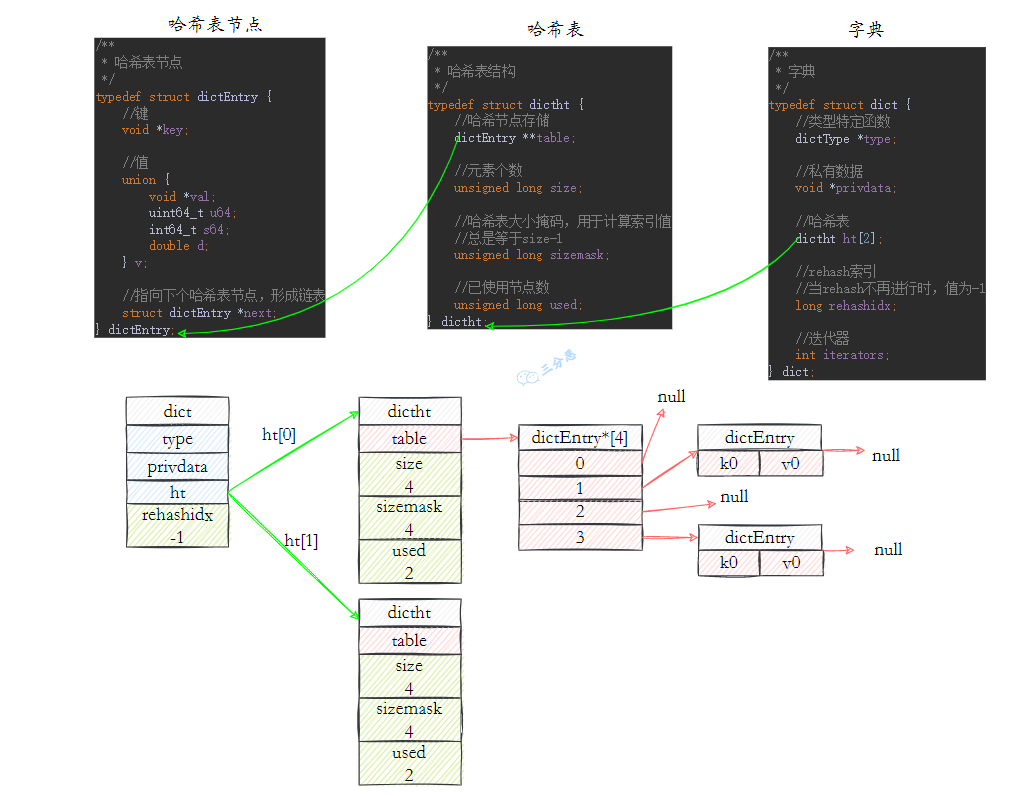 哈希表节点
/**
 * 哈希表节点
 */
typedef struct dictEntry {
//键
void *key;
//值
union {
void *val;
uint64_t u64;
int64_t s64;
double d;
} v;
//指向下个哈希表节点，形成链表
struct dictEntry *next;
} dictEntry;
哈希表
/**
 * 哈希表结构
 */
typedef struct dictht {
//哈希节点存储
dictEntry **table;
//元素个数
unsigned long size;
//哈希表大小掩码，用于计算索引值
//总是等于size-1
unsigned long sizemask;
//已使用节点数
unsigned long used;
} dictht;
字典
/**
 * 字典
 */
typedef struct dict {
//类型特定函数
dictType *type;
//私有数据
void *privdata;
//哈希表
dictht ht[2];
//rehash索引
//当rehash不再进行时，值为-1
long rehashidx;
//迭代器
int iterators;
} dict;
三分恶
dict
type
privdata
ht
rehashidx
-1
ht[0]
ht[1]
dictht
table
size
4
sizemask
4
used
2
dictEntry*[4]
0
1
2
3
null
dictEntry
k0 v0
null
null
dictEntry
k0 v0
null
dictht
table
size
4
sizemask
4
used
2